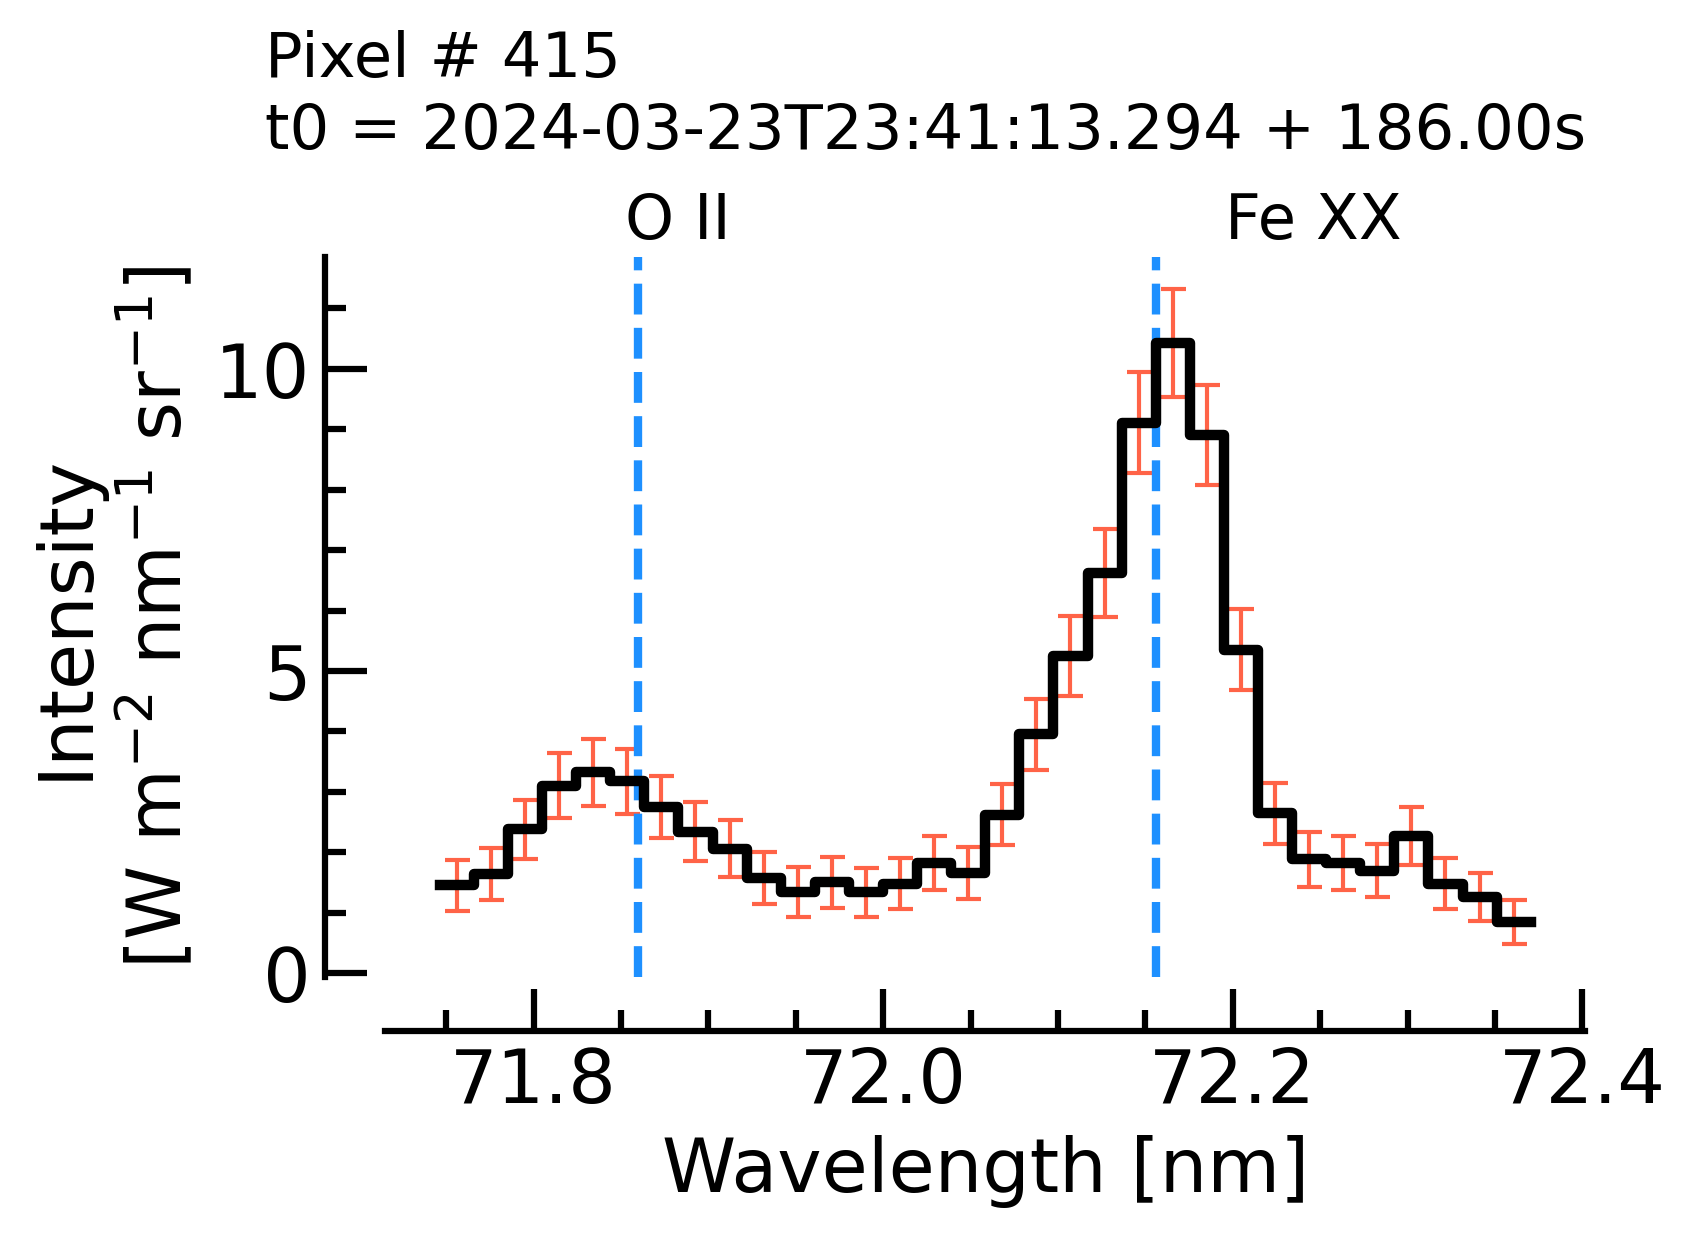 Pixel # 415
t0 = 2024-03-23T23:41:13.294 + 186.00s
O II
Fe XX
Intensity
[W m⁻² nm⁻¹ sr⁻¹]
10
5
0
71.8
72.0
72.2
72.4
Wavelength [nm]